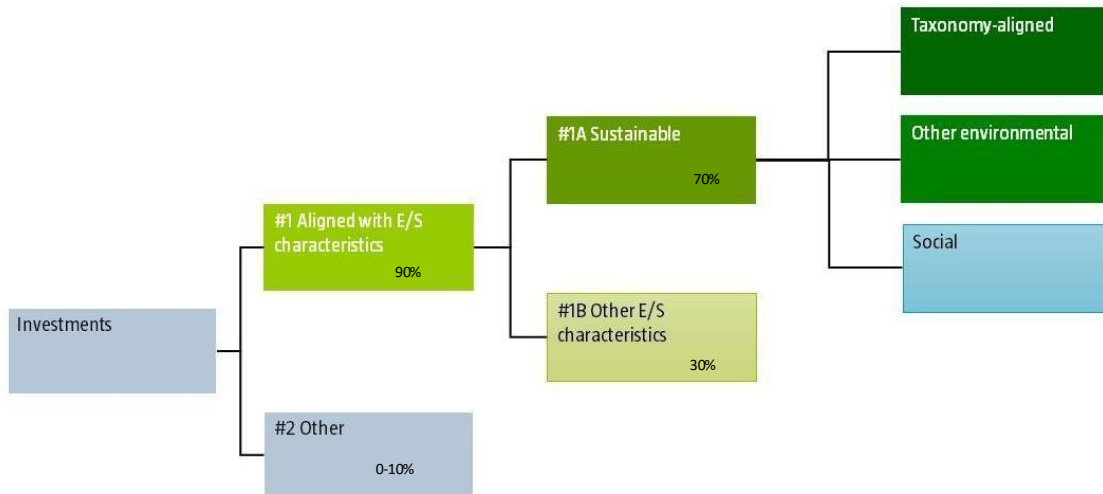 Taxonomy-aligned
#1A Sustainable
70%
Other environmental
#1 Aligned with E/S
characteristics
90%
Social
Investments
#1B Other E/S
characteristics
30%
#2 Other
0-10%